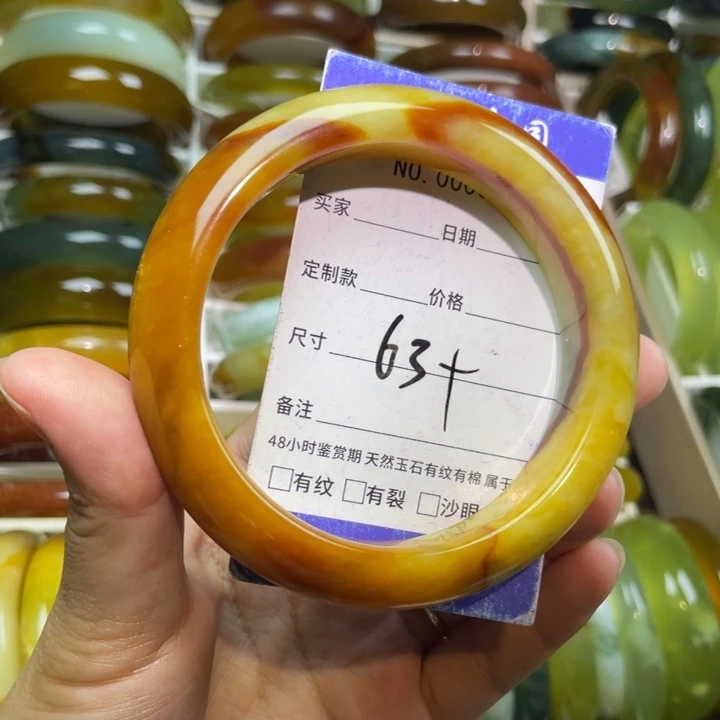 NO. 000
买家 日期
定制款 价格
尺寸 63+
备注
48小时鉴赏期 天然玉石有纹有棉 属于
□有纹 □有裂 □沙眼